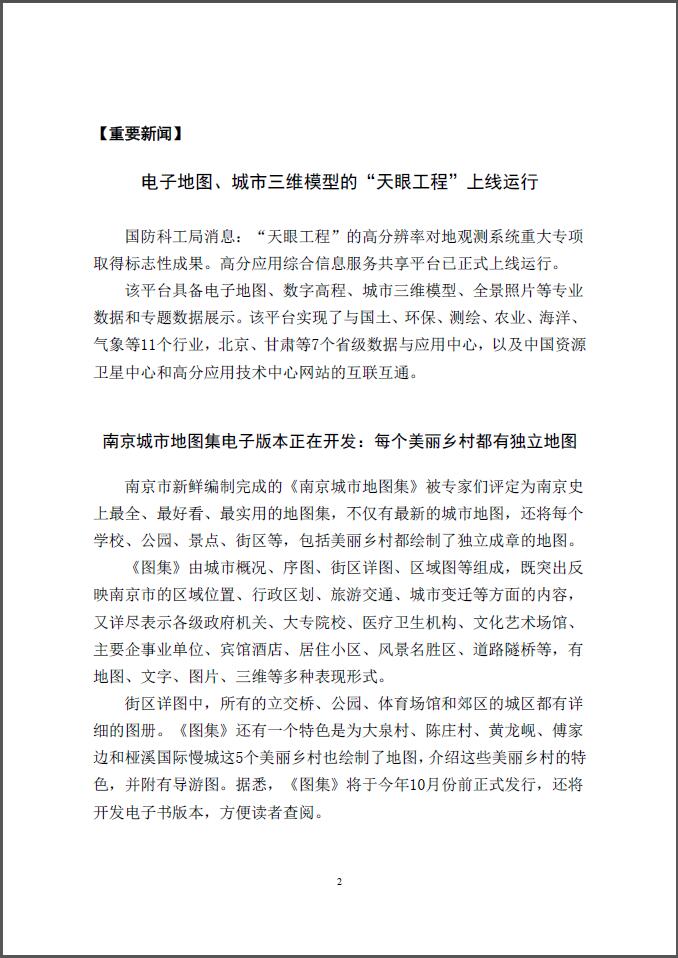 【重要新闻】
电子地图、城市三维模型的“天眼工程”上线运行
国防科工局消息：“天眼工程”的高分辨率对地观测系统重大专项
取得标志性成果。高分应用综合信息服务共享平台已正式上线运行。
该平台具备电子地图、数字高程、城市三维模型、全景照片等专业
数据和专题数据展示。该平台实现了与国土、环保、测绘、农业、海洋、
气象等11个行业，北京、甘肃等7个省级数据与应用中心，以及中国资源
卫星中心和高分应用技术中心网站的互联互通。
南京城市地图集电子版本正在开发：每个美丽乡村都有独立地图
南京市新鲜编制完成的《南京城市地图集》被专家们评定为南京史
上最全、最好看、最实用的地图集，不仅有最新的城市地图，还将每个
学校、公园、景点、街区等，包括美丽乡村都绘制了独立成章的地图。
《图集》由城市概况、序图、街区详图、区域图等组成，既突出反
映南京市的区域位置、行政区划、旅游交通、城市变迁等方面的内容，
又详尽表示各级政府机关、大专院校、医疗卫生机构、文化艺术场馆、
主要企事业单位、宾馆酒店、居住小区、风景名胜区、道路隧桥等，有
地图、文字、图片、三维等多种表现形式。
街区详图中，所有的立交桥、公园、体育场馆和郊区的城区都有详
细的图册。《图集》还有一个特色是为大泉村、陈庄村、黄龙岘、傅家
边和桠溪国际慢城这5个美丽乡村也绘制了地图，介绍这些美丽乡村的特
色，并附有导游图。据悉，《图集》将于今年10月份前正式发行，还将
开发电子书版本，方便读者查阅。
2